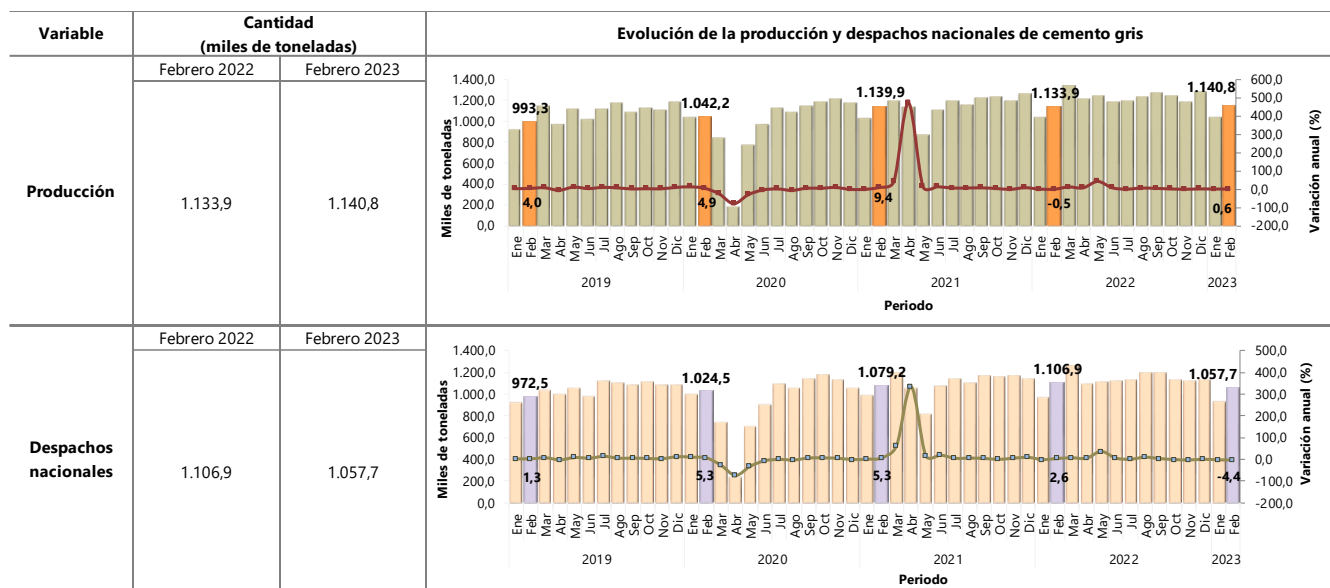 Variable
Cantidad
(miles de toneladas)
Evolución de la producción y despachos nacionales de cemento gris
Producción
Febrero 2022
Febrero 2023
1.133,9
1.140,8
Miles de toneladas
1.400,0
1.200,0
1.000,0
800,0
600,0
400,0
200,0
0,0
993,3
1.042,2
1.139,9
1.133,9
1.140,8
4,0
4,9
9,4
-0,5
0,6
600,0
500,0
400,0
300,0
200,0
100,0
0,0
-100,0
-200,0
Variación anual (%)
Ene Feb Mar Abr May Jun Jul Ago Sep Oct Nov Dic Ene Feb Mar Abr May Jun Jul Ago Sep Oct Nov Dic Ene Feb Mar Abr May Jun Jul Ago Sep Oct Nov Dic Ene Feb Mar Abr May Jun Jul Ago Sep Oct Nov Dic Ene Feb
2019 2020 2021 2022 2023
Periodo
Despachos
nacionales
Febrero 2022
Febrero 2023
1.106,9
1.057,7
Miles de toneladas
1.400,0
1.200,0
1.000,0
800,0
600,0
400,0
200,0
0,0
972,5
1.024,5
1.079,2
1.106,9
1.057,7
1,3
5,3
5,3
2,6
-4,4
500,0
400,0
300,0
200,0
100,0
0,0
-100,0
-200,0
Variación anual (%)
Ene Feb Mar Abr May Jun Jul Ago Sep Oct Nov Dic Ene Feb Mar Abr May Jun Jul Ago Sep Oct Nov Dic Ene Feb Mar Abr May Jun Jul Ago Sep Oct Nov Dic Ene Feb Mar Abr May Jun Jul Ago Sep Oct Nov Dic Ene Feb
2019 2020 2021 2022 2023
Periodo